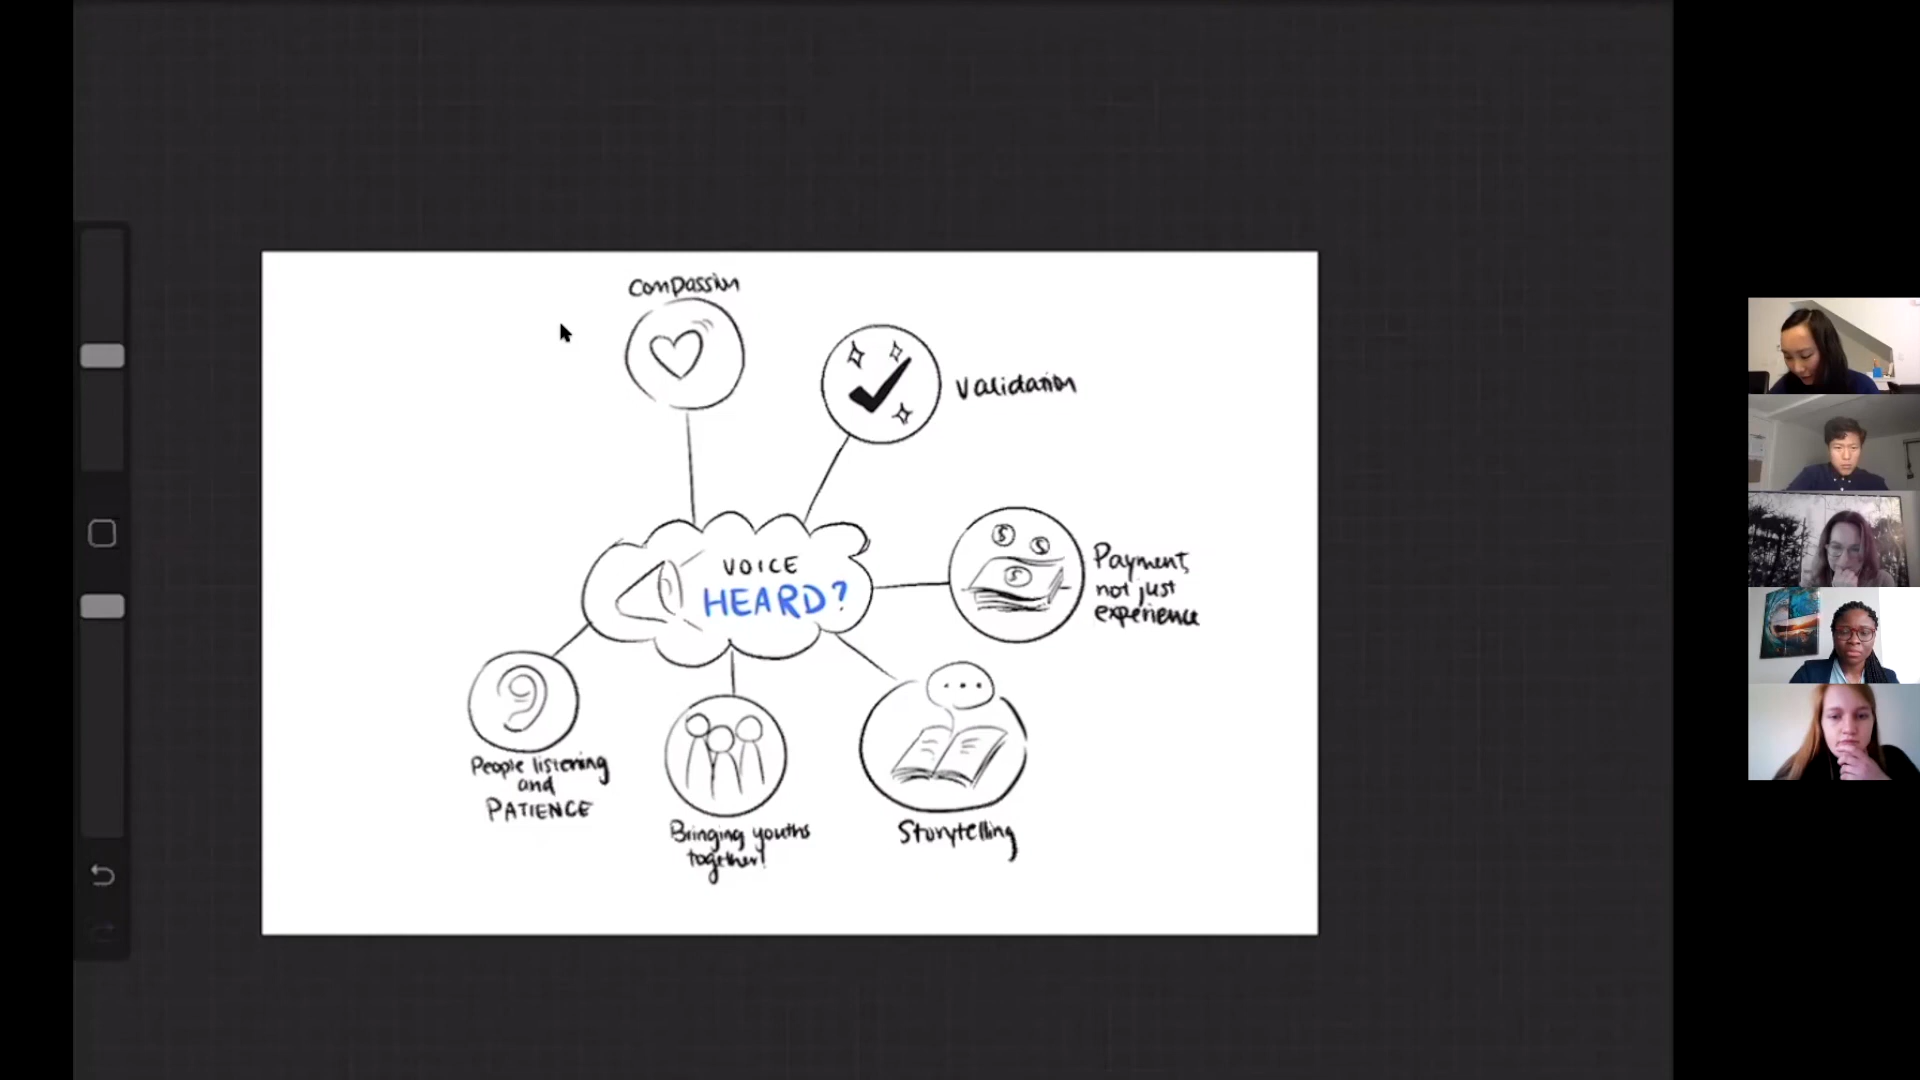 Compassion
Validation
VOICE
HEARD?
Payment,
not just
experience
People listening
and
PATIENCE
Bringing youths
together!
Storytelling